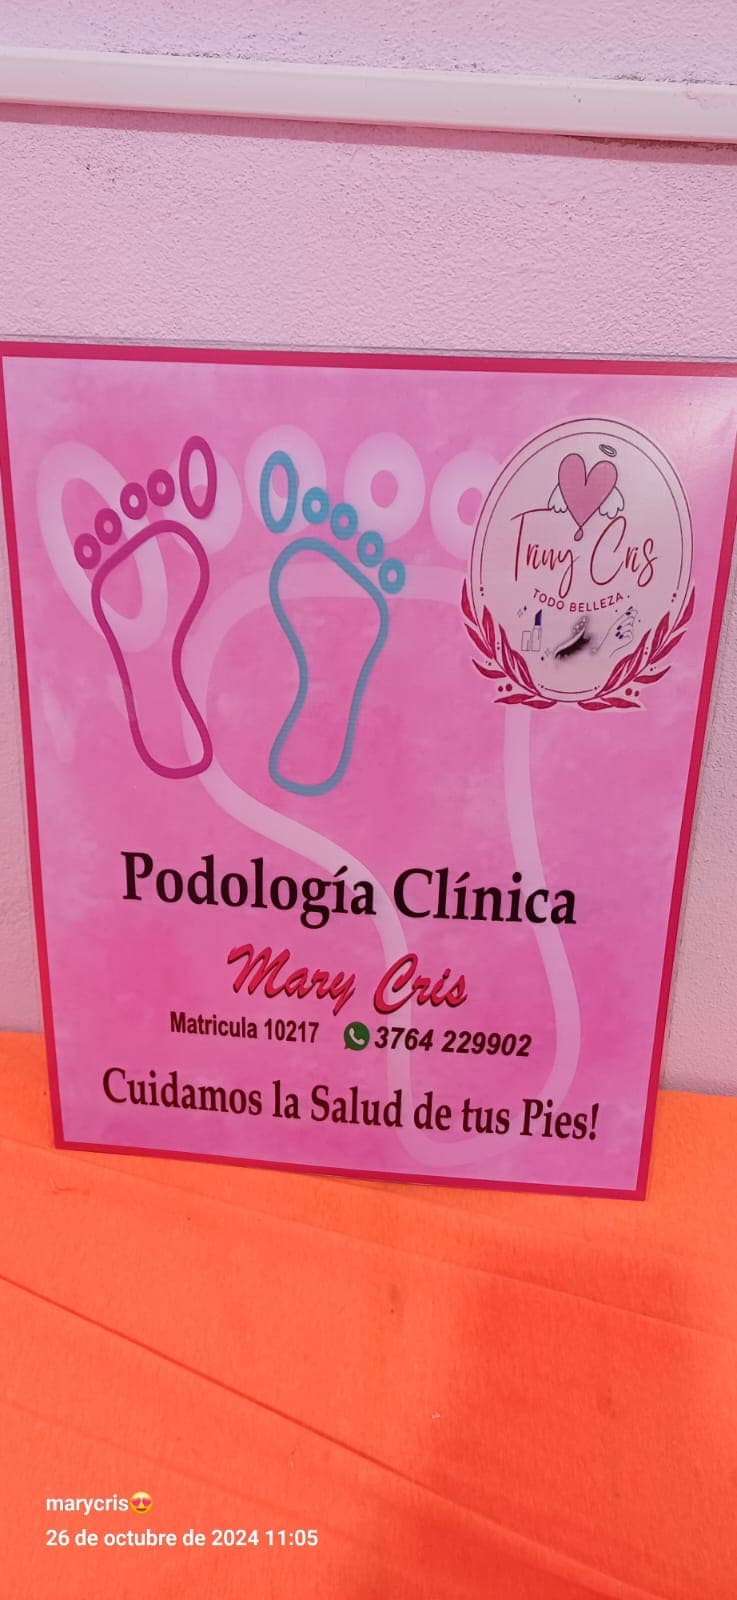 Triny Cris
TODO BELLEZA.
Podología Clínica
Mary Cris
Matricula 10217 3764 229902
Cuidamos la Salud de tus Pies!
marycris😍
26 de octubre de 2024 11:05